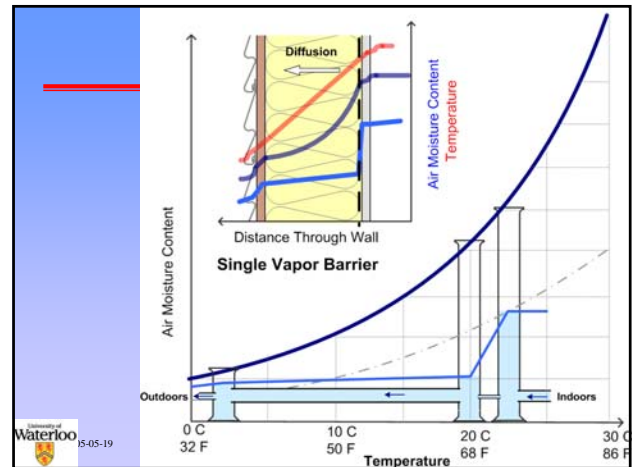 Diffusion
Air Moisture Content
Temperature
Distance Through Wall
Single Vapor Barrier
Air Moisture Content
Outdoors
Indoors
0 C 10 C 20 C 30 C
32 F 50 F 68 F 86 F
Temperature
University of
Waterloo
5-05-19